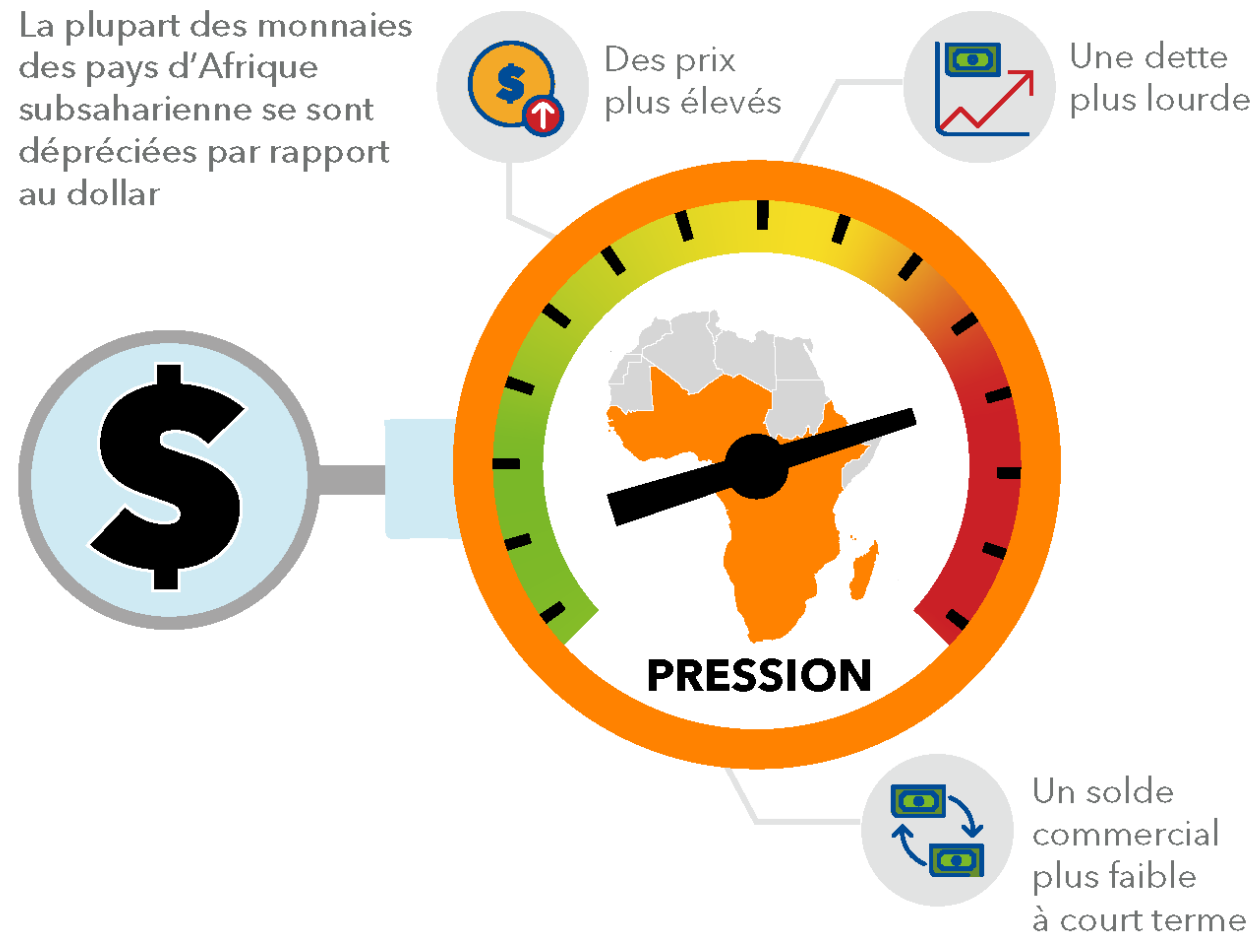 La plupart des monnaies
des pays d’Afrique
subsaharienne se sont
dépréciées par rapport
au dollar
Des prix
plus élevés
Une dette
plus lourde
$
$
PRESSION
Un solde
commercial
plus faible
à court terme